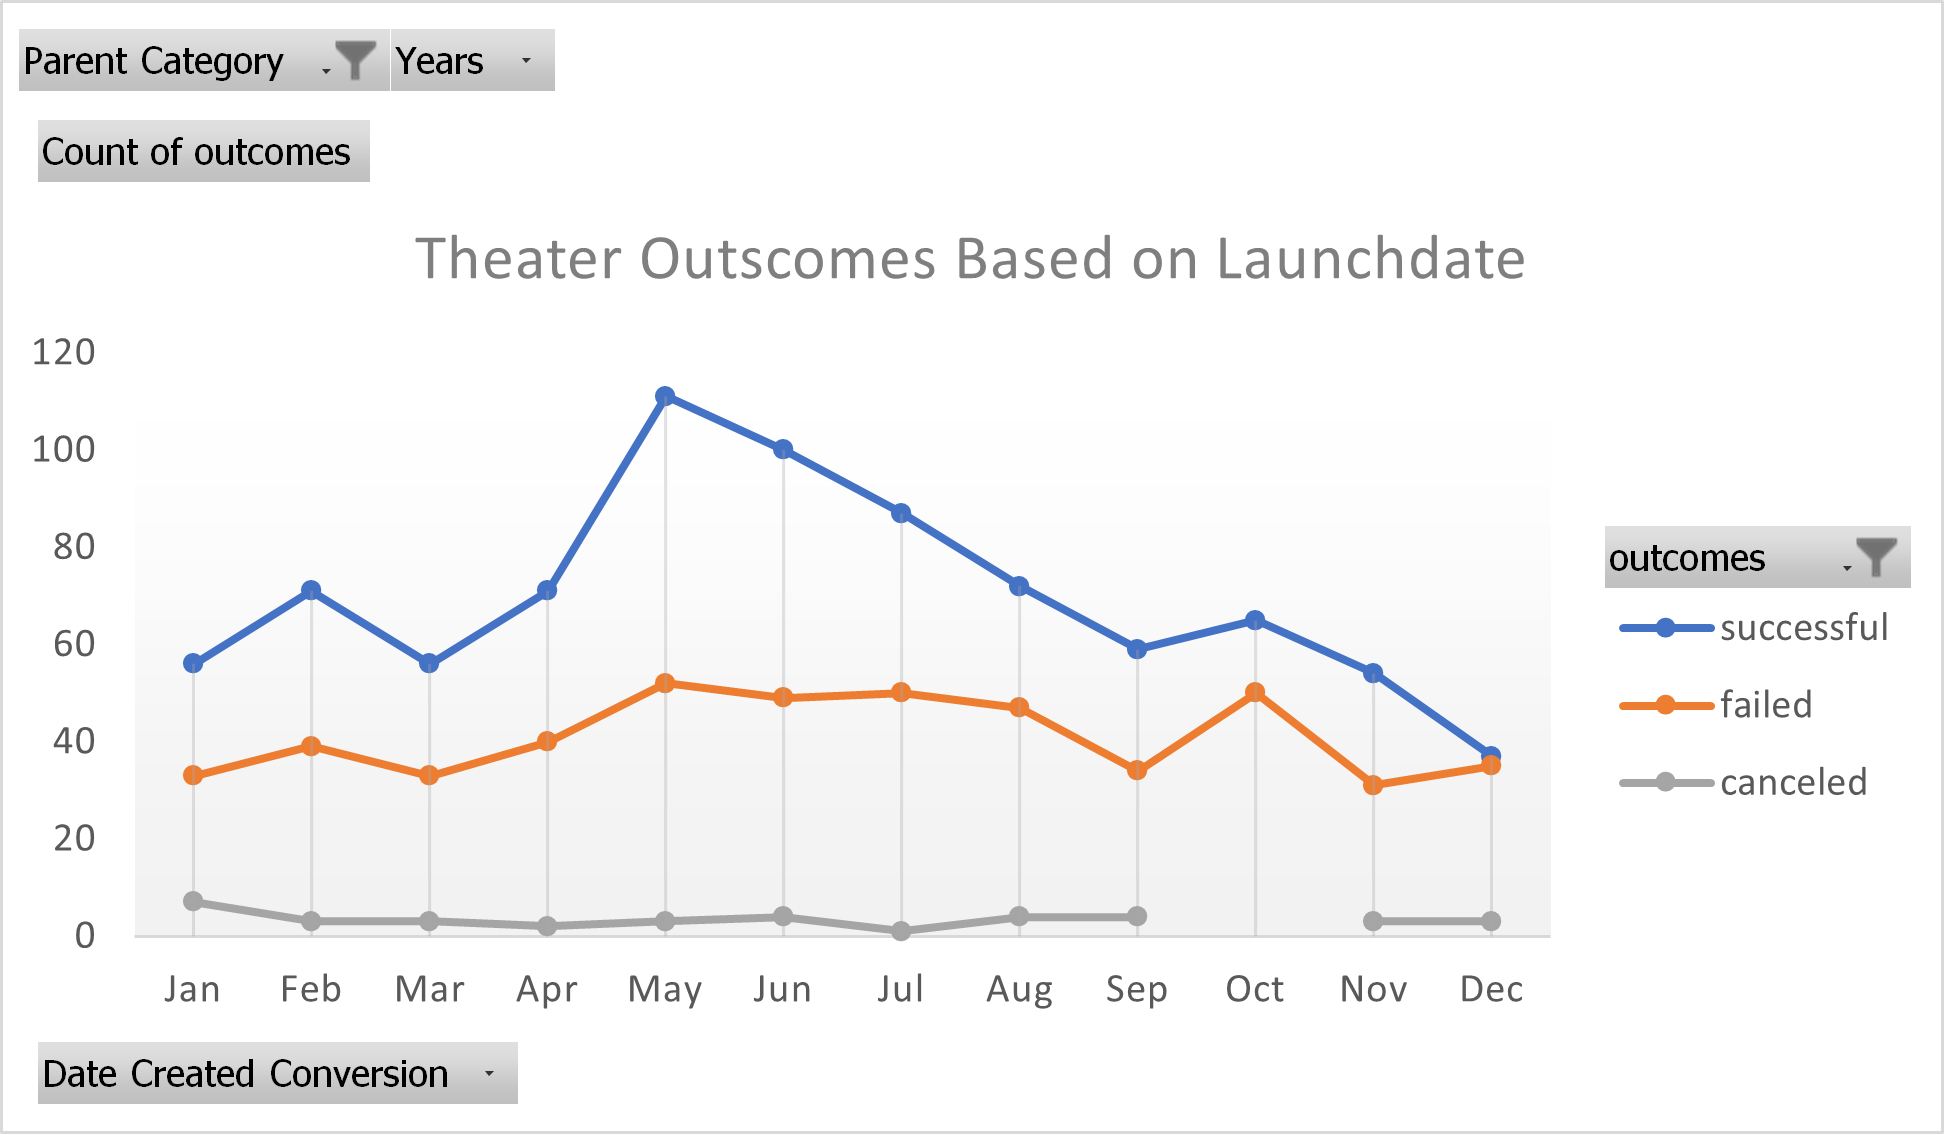 Parent Category Years
Count of outcomes
Theater Outscomes Based on Launchdate
120
100
80
60
40
20
0
Jan Feb Mar Apr May Jun Jul Aug Sep Oct Nov Dec
outcomes
successful
failed
canceled
Date Created Conversion